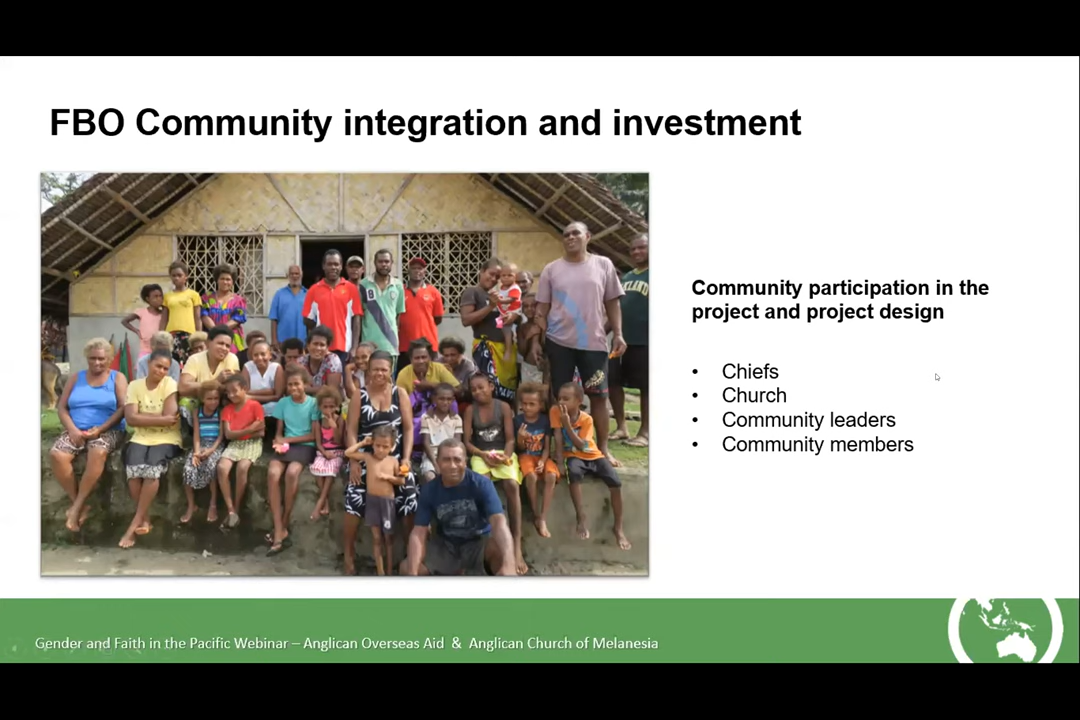 FBO Community integration and investment
Community participation in the
project and project design
• Chiefs
• Church
• Community leaders
• Community members
Gender and Faith in the Pacific Webinar – Anglican Overseas Aid & Anglican Church of Melanesia